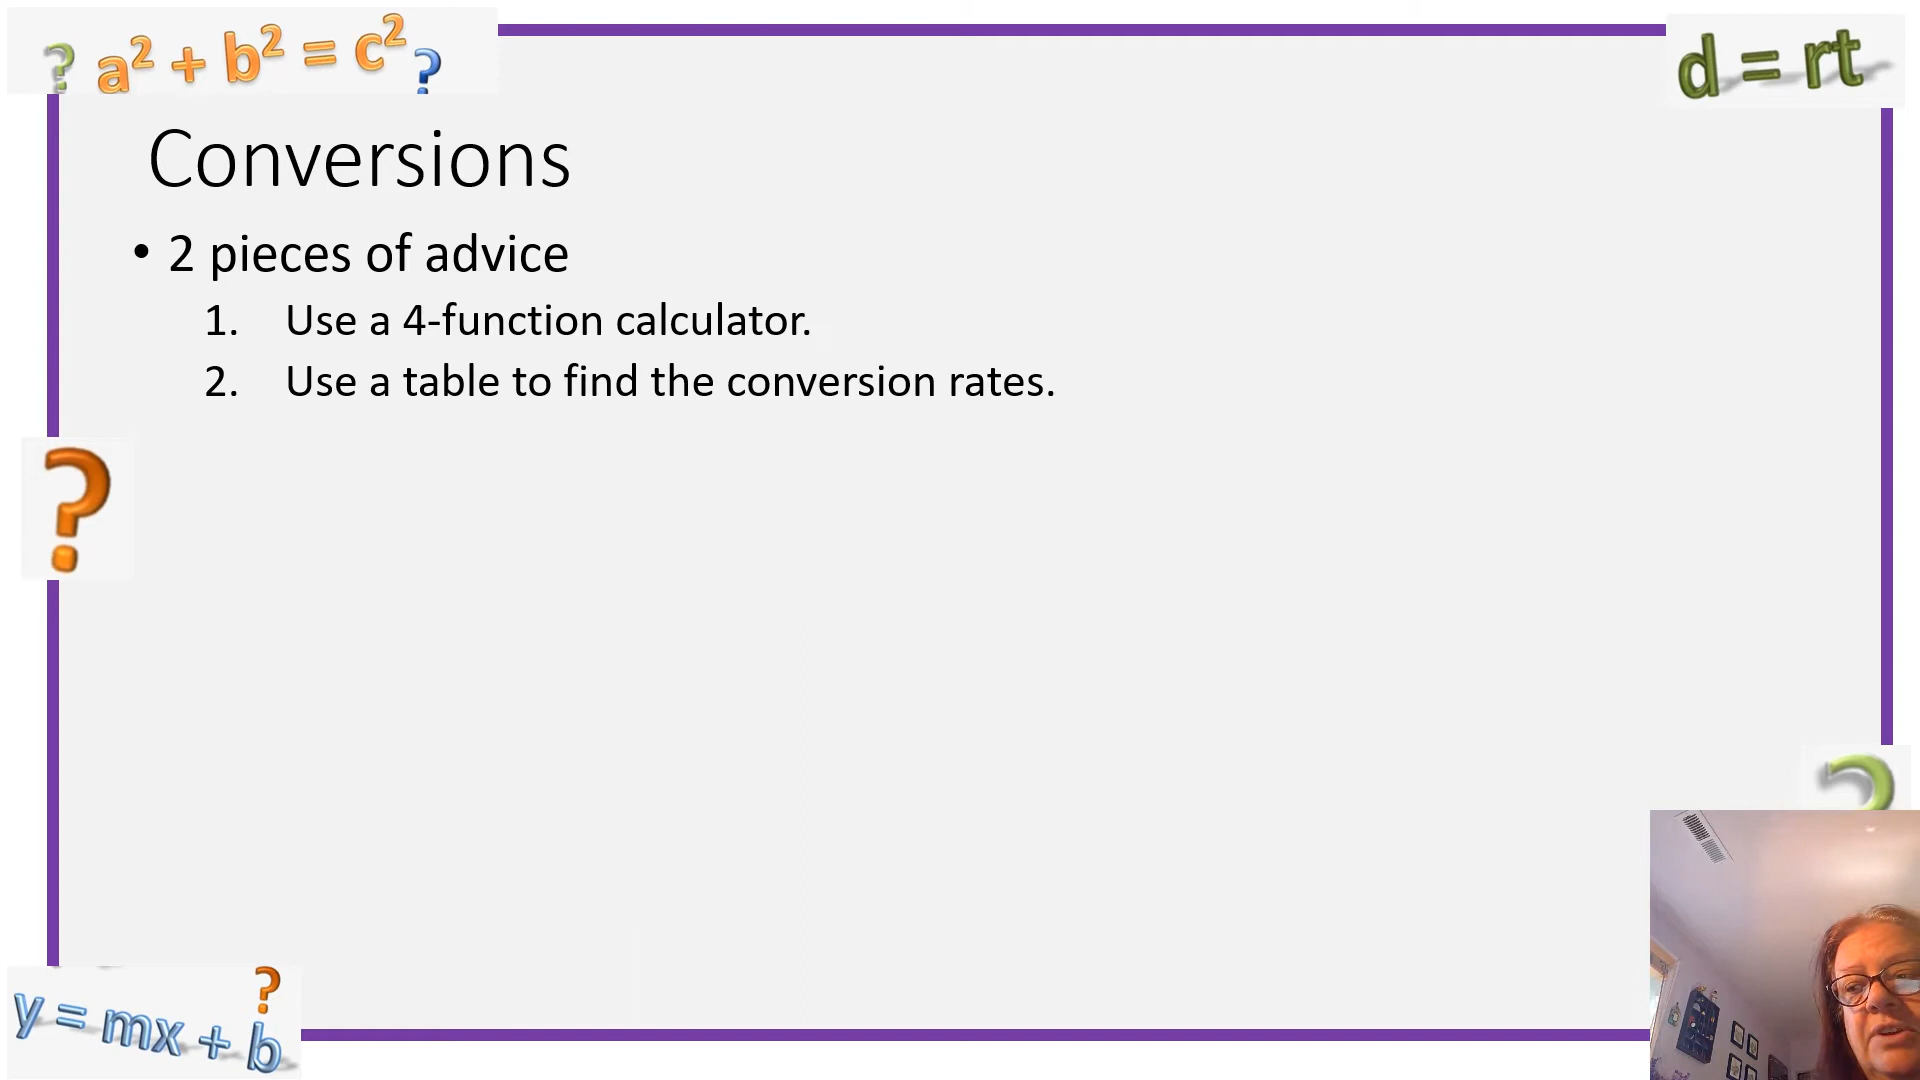 ? a² + b² = c² ?
d = rt
Conversions
• 2 pieces of advice
1. Use a 4-function calculator.
2. Use a table to find the conversion rates.
?
?
?
y = mx + b